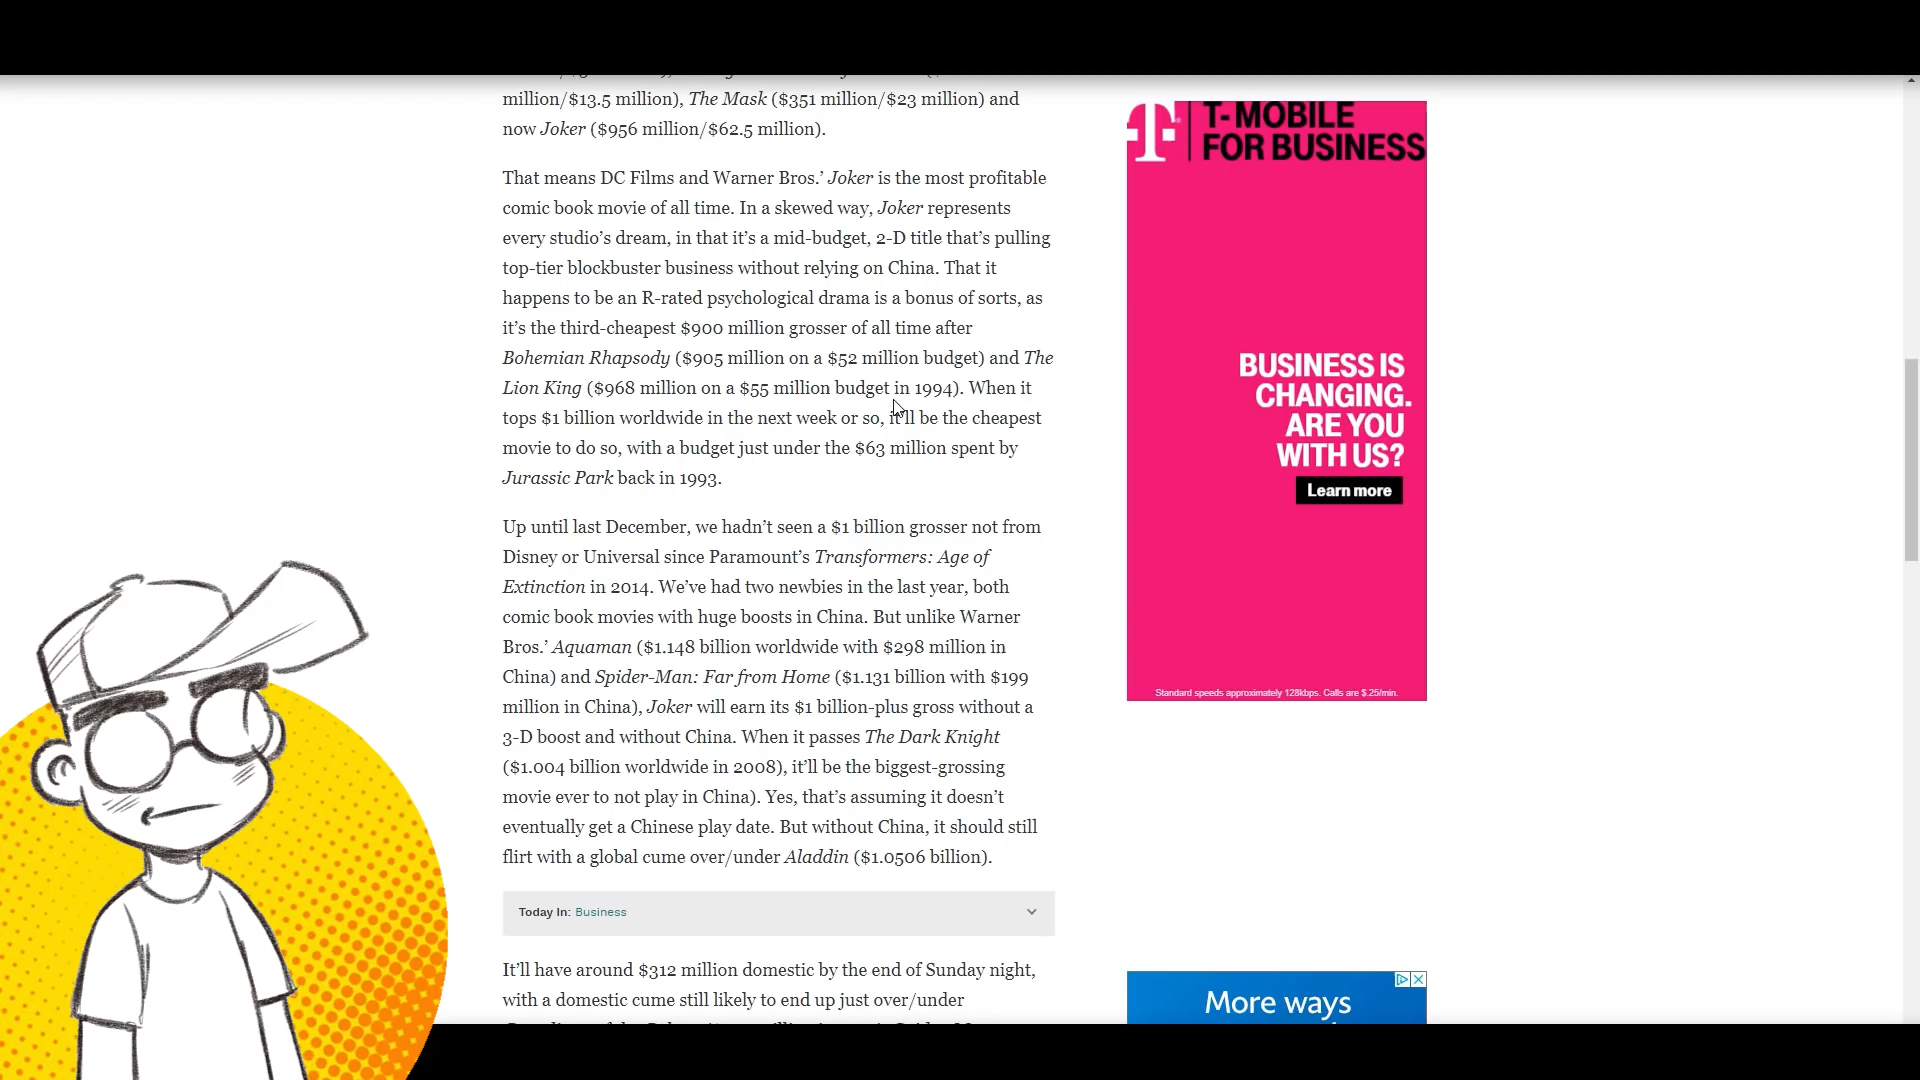 million/$13.5 million), The Mask ($351 million/$23 million) and
now Joker ($956 million/$62.5 million).
That means DC Films and Warner Bros.’ Joker is the most profitable
comic book movie of all time. In a skewed way, Joker represents
every studio’s dream, in that it’s a mid-budget, 2-D title that’s pulling
top-tier blockbuster business without relying on China. That it
happens to be an R-rated psychological drama is a bonus of sorts, as
it’s the third-cheapest $900 million grosser of all time after
Bohemian Rhapsody ($905 million on a $52 million budget) and The
Lion King ($968 million on a $55 million budget in 1994). When it
tops $1 billion worldwide in the next week or so, it’ll be the cheapest
movie to do so, with a budget just under the $63 million spent by
Jurassic Park back in 1993.
Up until last December, we hadn’t seen a $1 billion grosser not from
Disney or Universal since Paramount’s Transformers: Age of
Extinction in 2014. We’ve had two newbies in the last year, both
comic book movies with huge boosts in China. But unlike Warner
Bros.’ Aquaman ($1.148 billion worldwide with $298 million in
China) and Spider-Man: Far from Home ($1.131 billion with $199
million in China), Joker will earn its $1 billion-plus gross without a
3-D boost and without China. When it passes The Dark Knight
($1.004 billion worldwide in 2008), it’ll be the biggest-grossing
movie ever to not play in China). Yes, that’s assuming it doesn’t
eventually get a Chinese play date. But without China, it should still
flirt with a global cume over/under Aladdin ($1.0506 billion).
Today In: Business
It’ll have around $312 million domestic by the end of Sunday night,
with a domestic cume still likely to end up just over/under
T-MOBILE
FOR BUSINESS
BUSINESS IS
CHANGING.
ARE YOU
WITH US?
Learn more
Standard speeds approximately 128kbps. Calls are $.25/min.
More ways